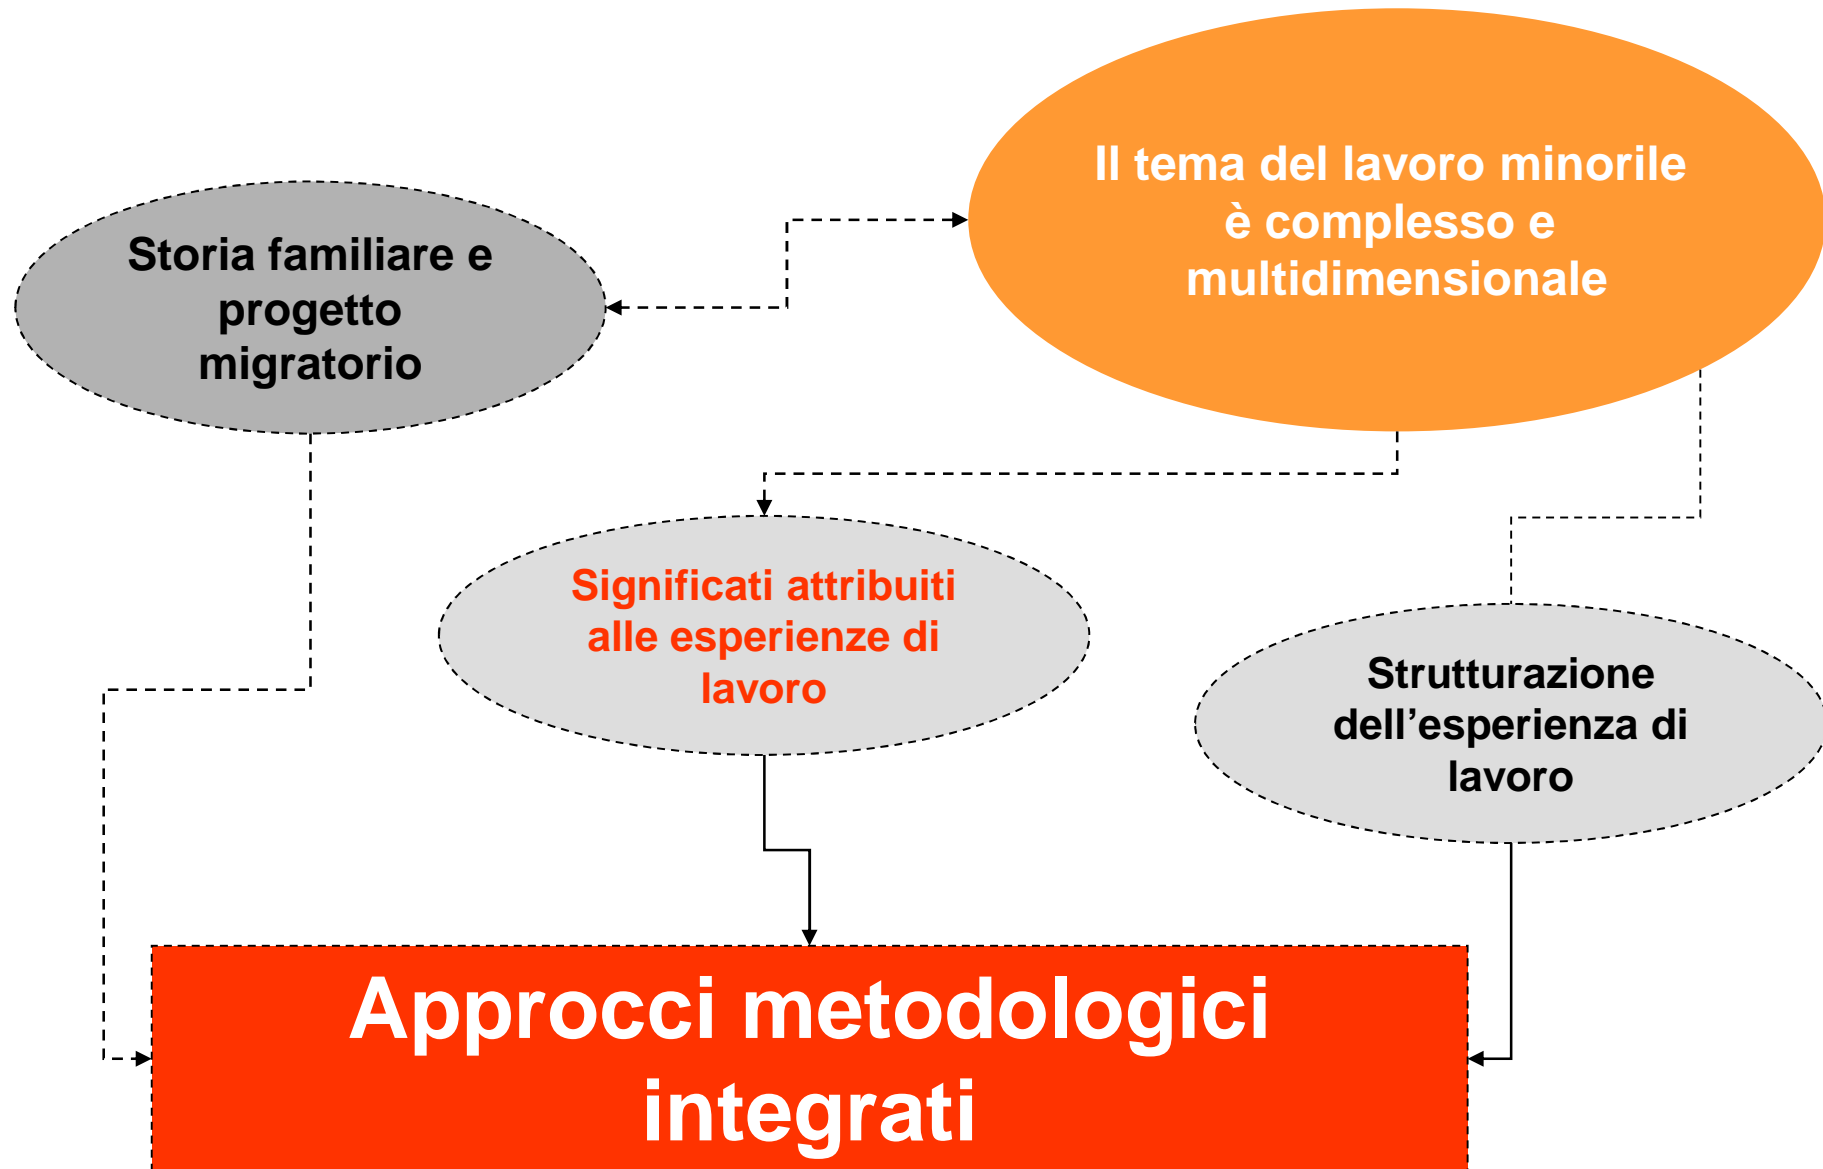 Il tema del lavoro minorile
è complesso e
multidimensionale
Storia familiare e
progetto
migratorio
Significati attribuiti
alle esperienze di
lavoro
Strutturazione
dell’esperienza di
lavoro
Approcci metodologici
integrati